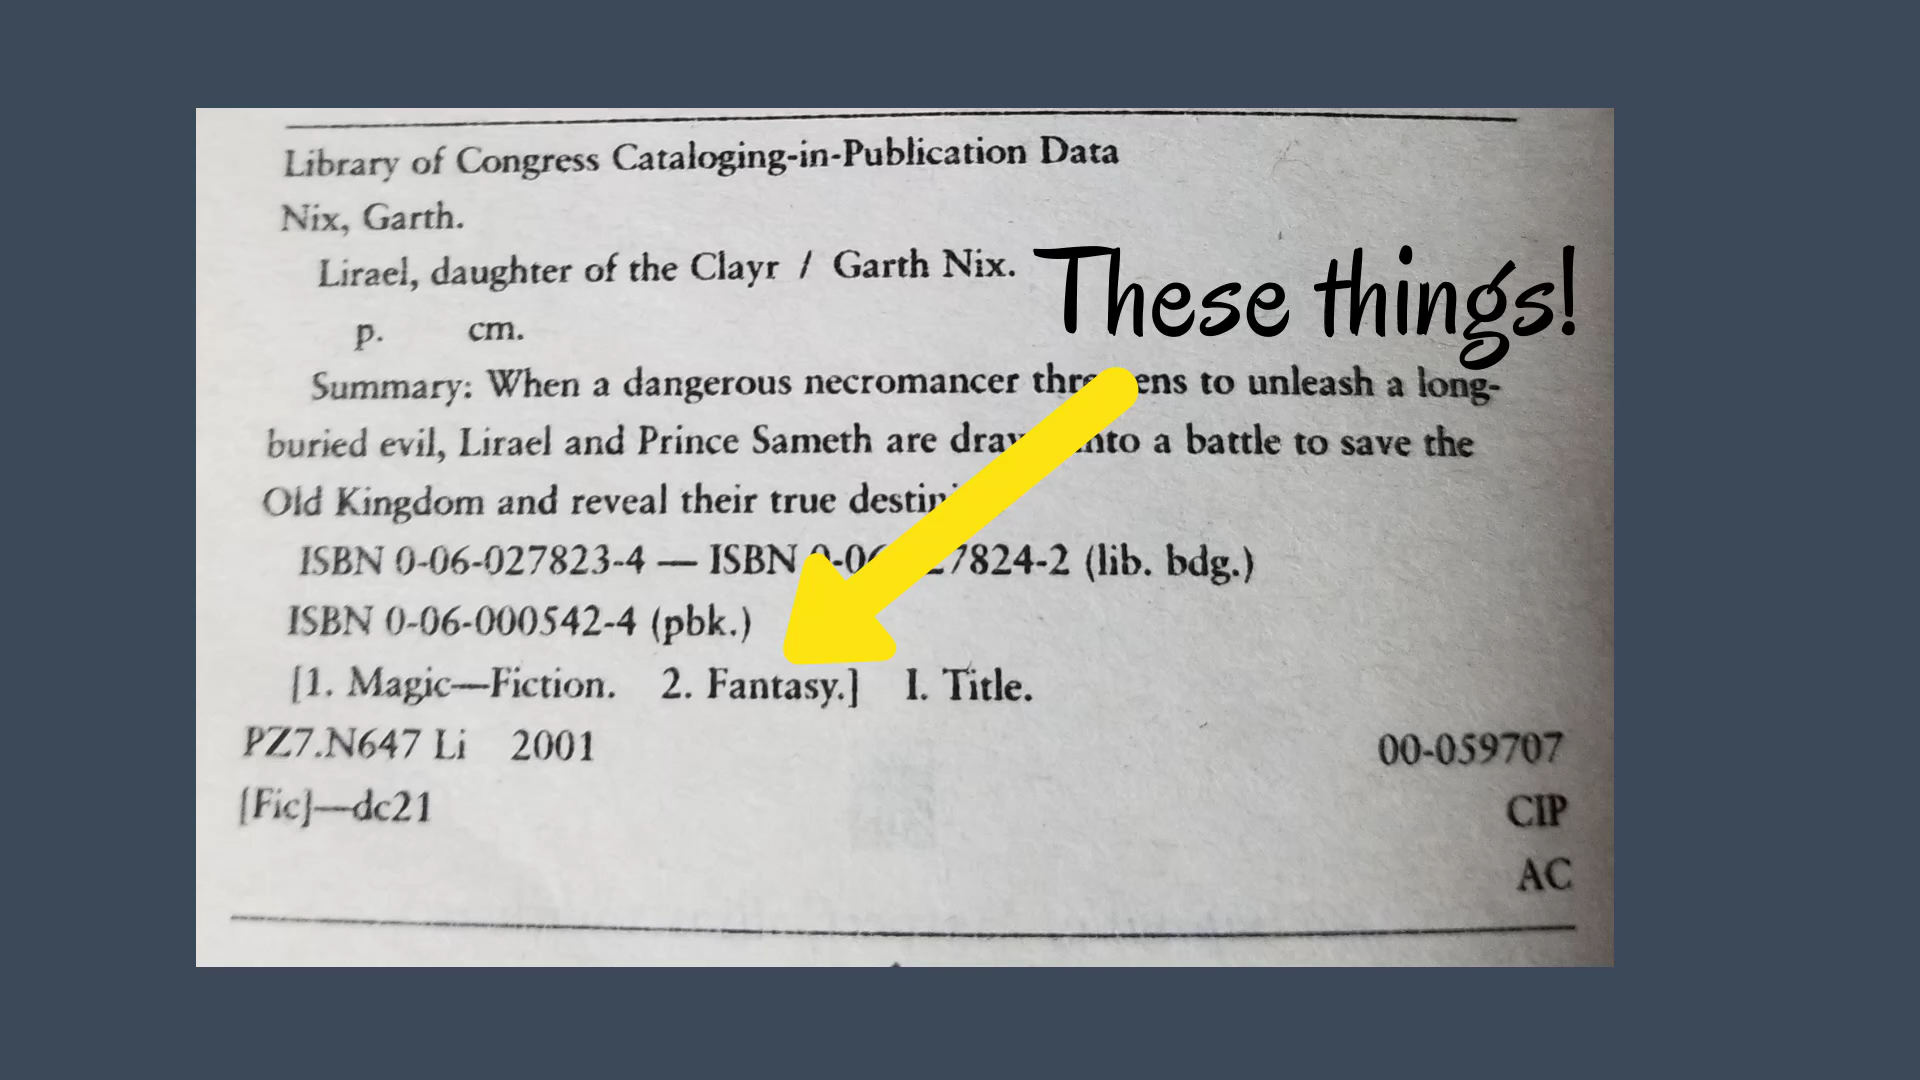 Library of Congress Cataloging-in-Publication Data
Nix, Garth.
Lirael, daughter of the Clayr / Garth Nix.
These things!
p. cm.
Summary: When a dangerous necromancer to unleash a long-
buried evil, Lirael and Prince Sameth are a battle to save the
Old Kingdom and reveal their true
ISBN 0-06-027823-4 — ISBN (lib. bdg.)
ISBN 0-06-000542-4 (pbk.)
[1. Magic—Fiction. 2. Fantasy.] I. Title.
PZ7.N647 Li 2001 00-059707
[Fic]—dc21 CIP
AC